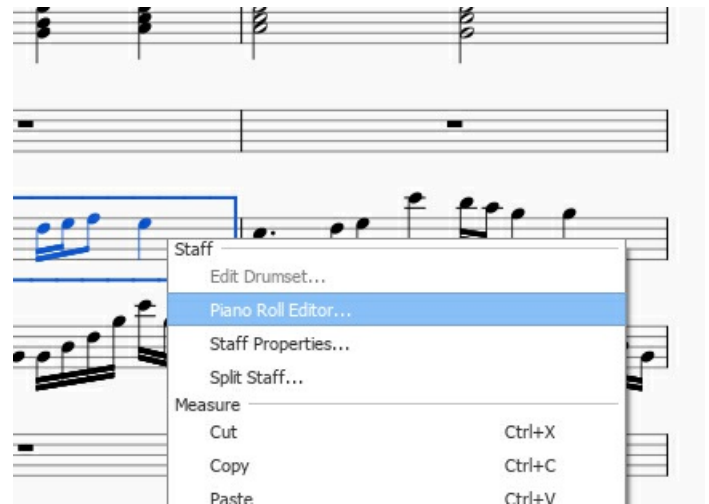 Staff
Edit Drumset...
Piano Roll Editor...
Staff Properties...
Split Staff...
Measure
Cut Ctrl+X
Copy Ctrl+C
Paste Ctrl+V